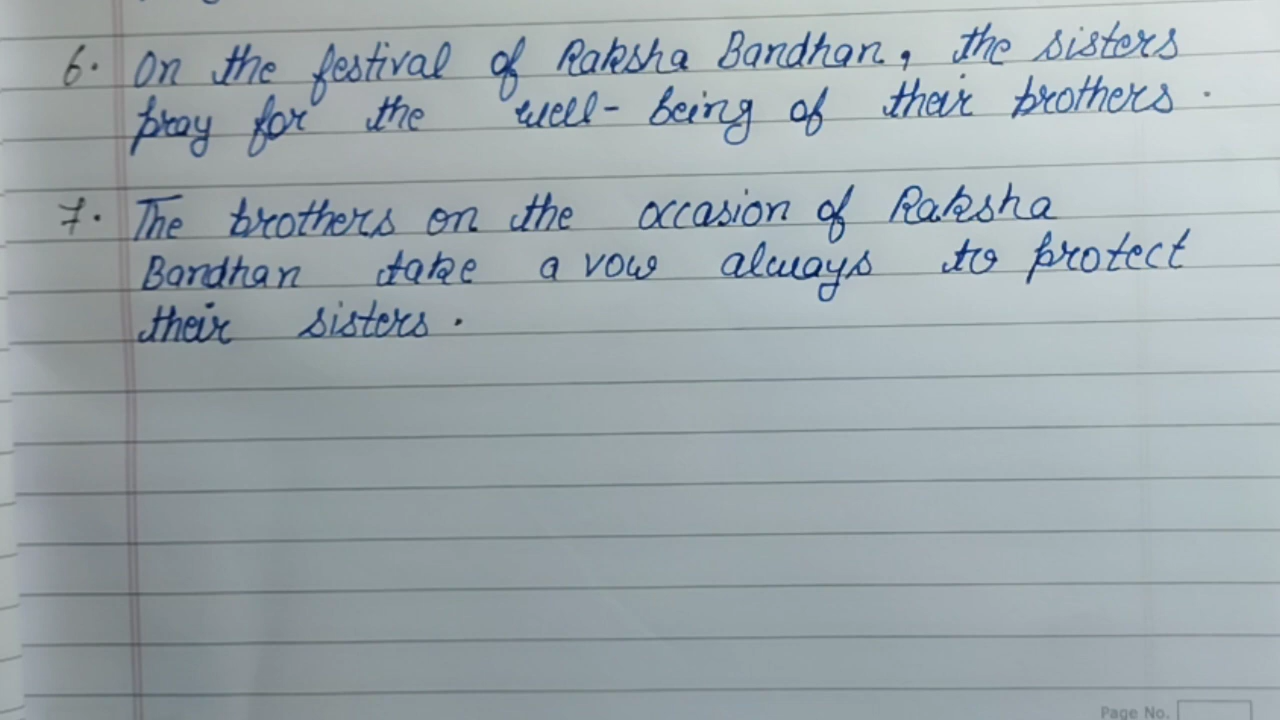 6. On the festival of Raksha Bandhan, the sisters
pray for the well-being of their brothers.
7. The brothers on the occasion of Raksha
Bandhan take a vow always to protect
their sisters.
Page No.